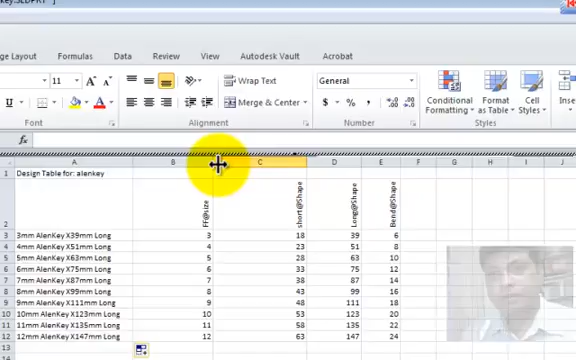 ge Layout Formulas Data Review View Autodesk Vault Acrobat
11 A A Wrap Text General Conditional Formatting Format as Table Cell Styles Inse
U A Merge & Center $ % ,
Font Alignment Number Styles
fx
A B C D E F G H I J
1 Design Table for: alenkey
2 FF@size short@Shape Long@Shape Bend@Shape
3 3mm AlenKey X39mm Long 3 18 39 6
4 4mm AlenKey X51mm Long 4 23 51 8
5 5mm AlenKey X63mm Long 5 28 63 10
6 6mm AlenKey X75mm Long 6 33 75 12
7 7mm AlenKey X87mm Long 7 38 87 14
8 8mm AlenKey X99mm Long 8 43 99 16
9 9mm AlenKey X111mm Long 9 48 111 18
10 10mm AlenKey X123mm Long 10 53 123 20
11 11mm AlenKey X135mm Long 11 58 135 22
12 12mm AlenKey X147mm Long 12 63 147 24
13
14